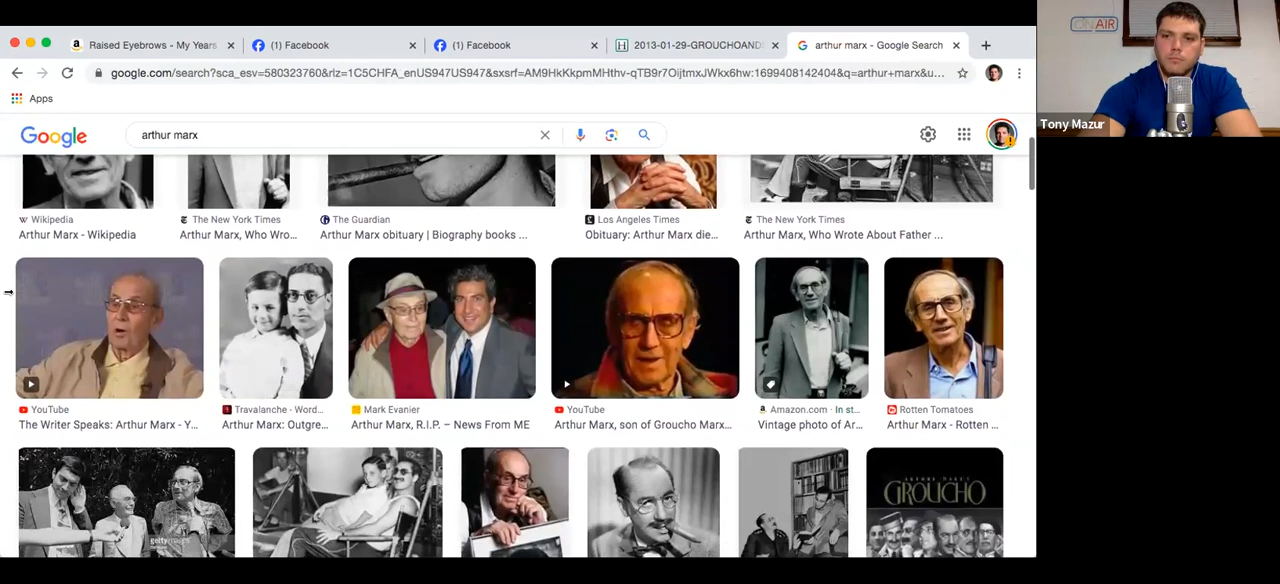 ON AIR
Raised Eyebrows - My Years
(1) Facebook
(1) Facebook
2013-01-29-GROUCHOAND
arthur marx - Google Search
google.com/search?sca_esv=580323760&rlz=1C5CHFA_enUS947US947&sxsrf=AM9HkKkpmMHthv-qTB9r7OijtmxJWkx6hw:1699408142404&q=arthur+marx&u...
Apps
Tony Mazur
Google
arthur marx
Wikipedia
The New York Times
The Guardian
Los Angeles Times
The New York Times
Arthur Marx - Wikipedia
Arthur Marx, Who Wro...
Arthur Marx obituary | Biography books ...
Obituary: Arthur Marx die...
Arthur Marx, Who Wrote About Father ...
YouTube
Travalanche · Word...
Mark Evanier
YouTube
Amazon.com · In st...
Rotten Tomatoes
The Writer Speaks: Arthur Marx - Y...
Arthur Marx: Outgre...
Arthur Marx, R.I.P. – News From ME
Arthur Marx, son of Groucho Marx...
Vintage photo of Ar...
Arthur Marx - Rotten ...
gettyimages
ARTHUR MARX'S
GROUCHO